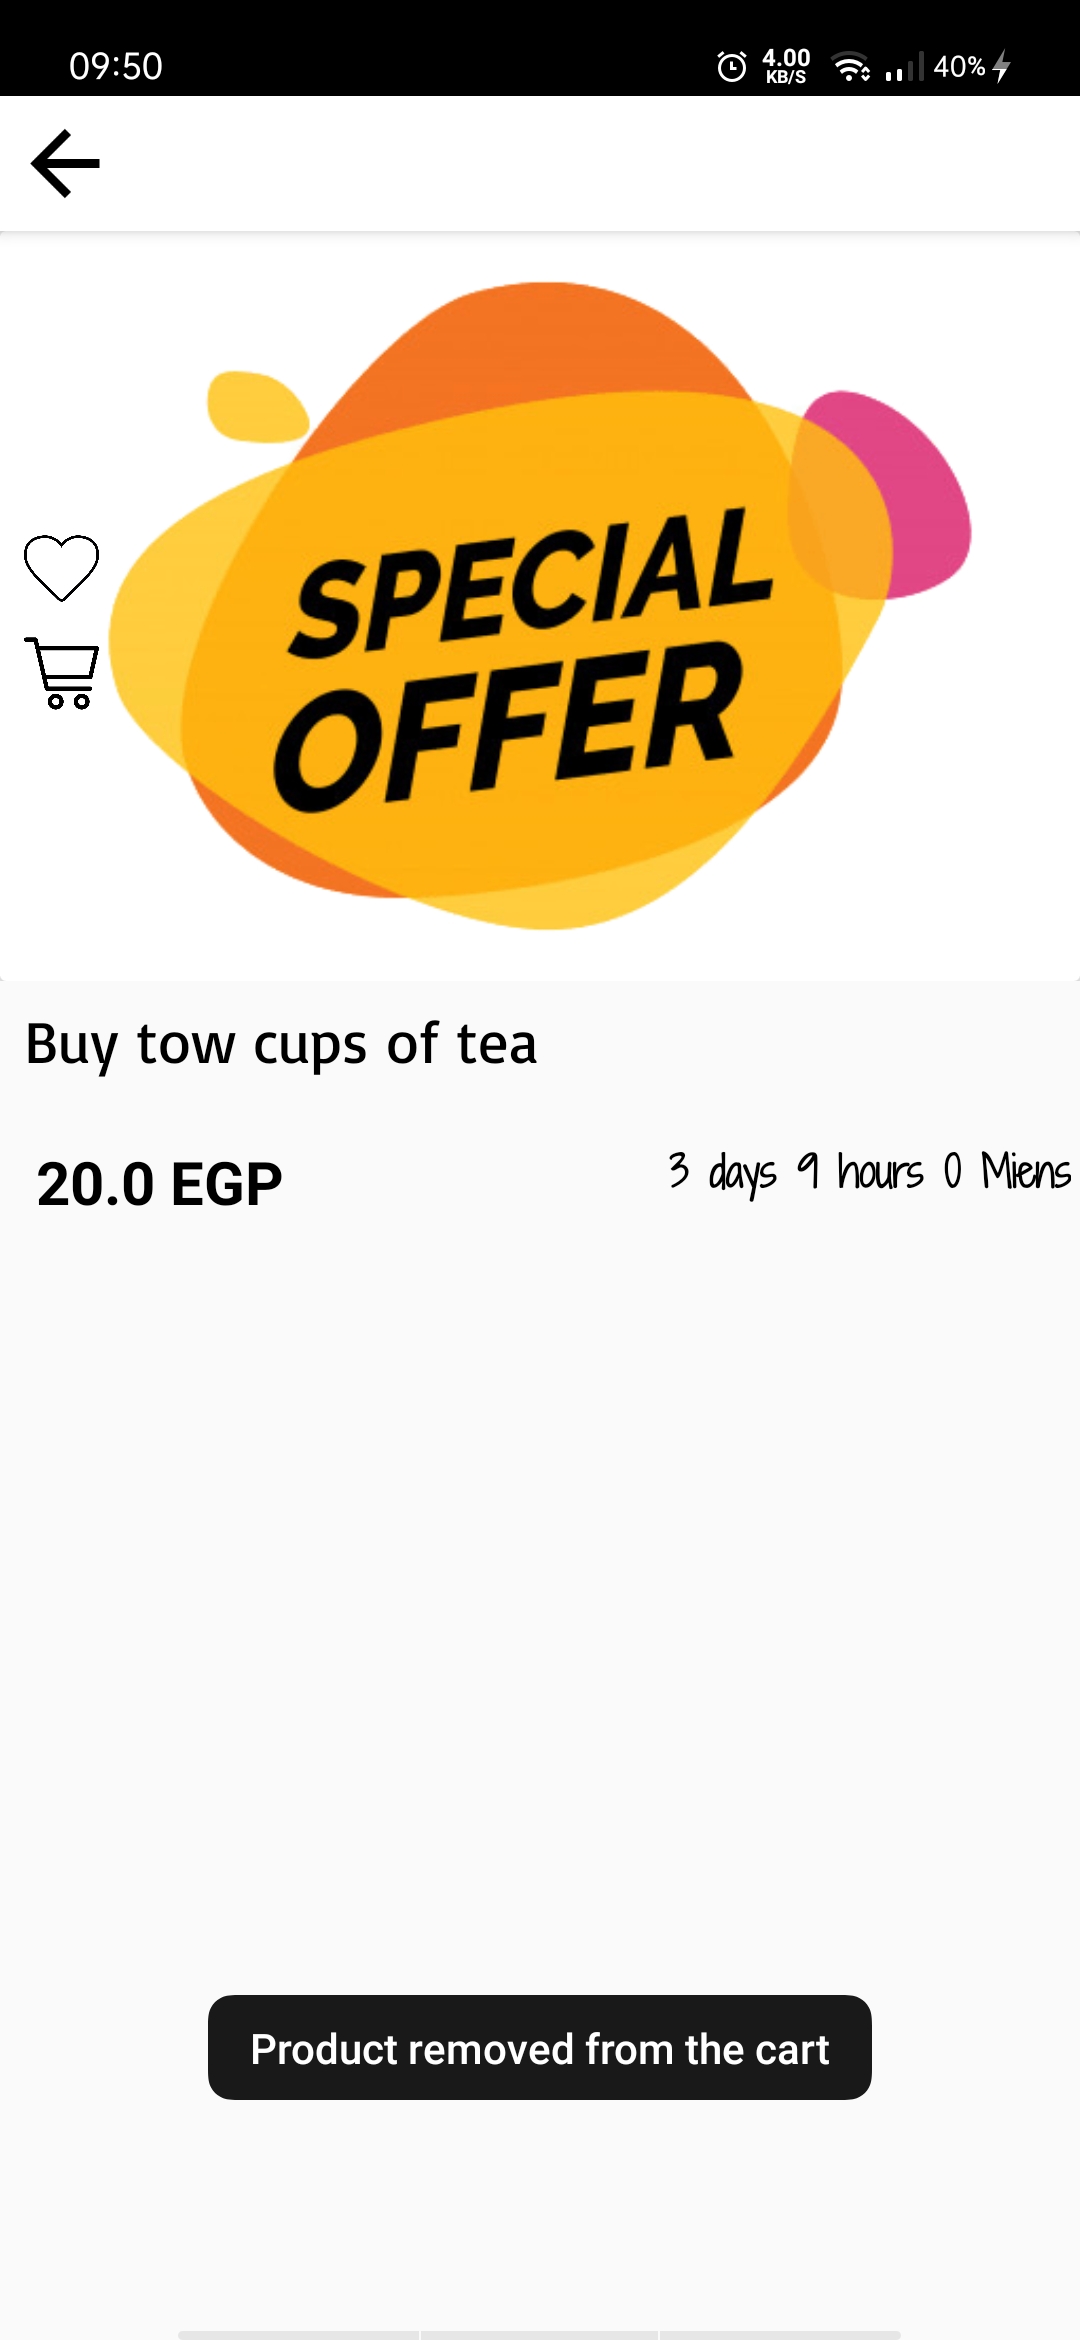 09:50
4.00
KB/S
40%
SPECIAL
OFFER
Buy tow cups of tea
20.0 EGP
3 days 9 hours 0 Miens
Product removed from the cart